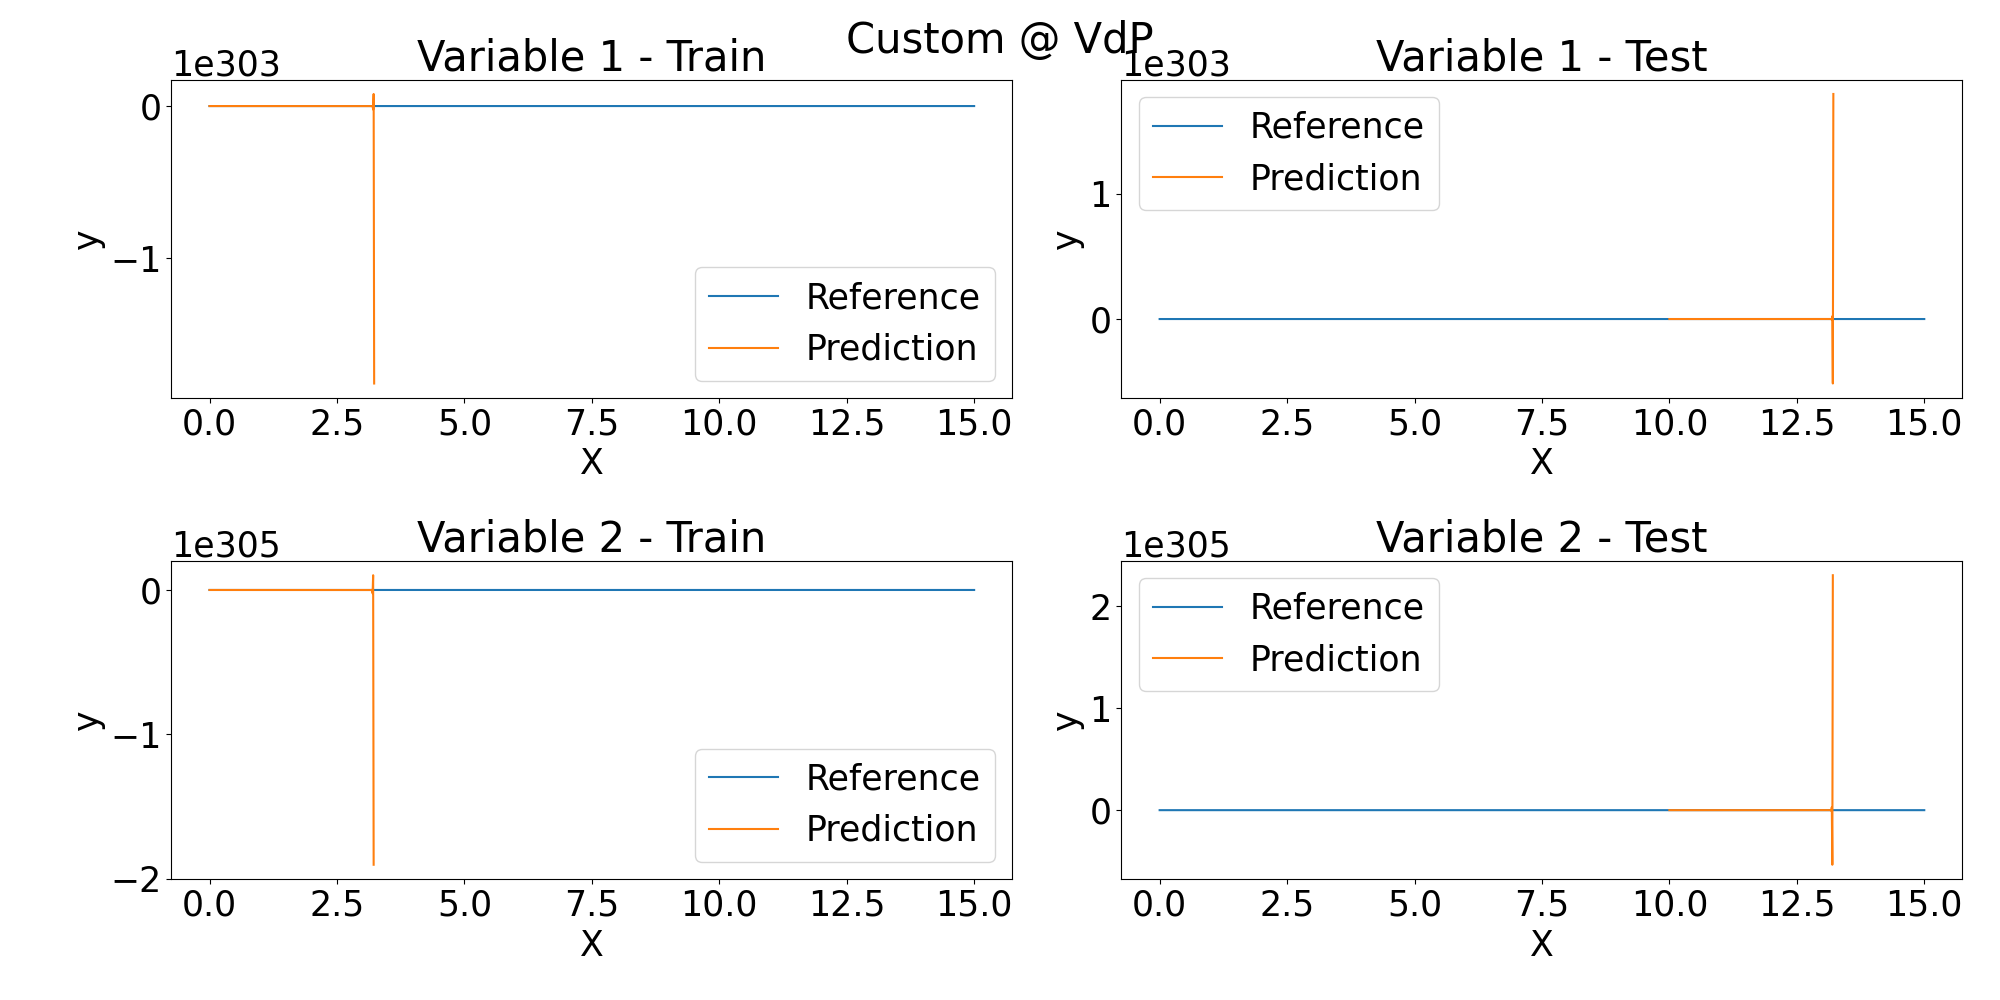 Custom @ VdP
Variable 1 - Train
1e303
0
−1
y
Reference
Prediction
0.0 2.5 5.0 7.5 10.0 12.5 15.0
X
Variable 1 - Test
1e303
1
0
y
Reference
Prediction
0.0 2.5 5.0 7.5 10.0 12.5 15.0
X
Variable 2 - Train
1e305
0
−1
−2
y
Reference
Prediction
0.0 2.5 5.0 7.5 10.0 12.5 15.0
X
Variable 2 - Test
1e305
2
1
0
y
Reference
Prediction
0.0 2.5 5.0 7.5 10.0 12.5 15.0
X